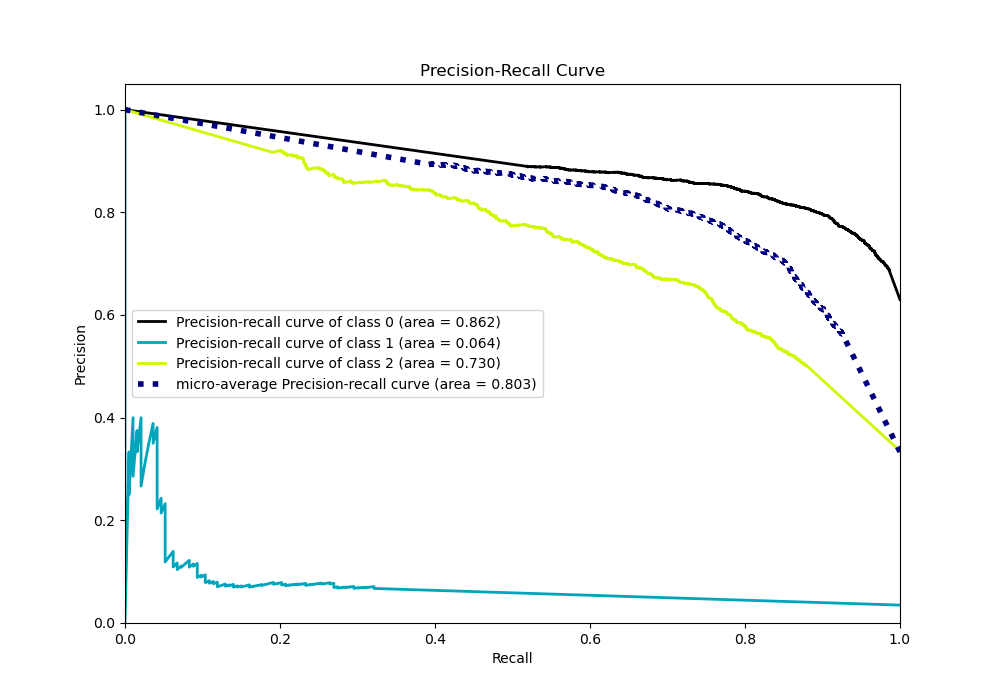 Precision-Recall Curve
1.0
0.8
0.6
0.4
0.2
0.0
Precision
Precision-recall curve of class 0 (area = 0.862)
Precision-recall curve of class 1 (area = 0.064)
Precision-recall curve of class 2 (area = 0.730)
micro-average Precision-recall curve (area = 0.803)
0.0 0.2 0.4 0.6 0.8 1.0
Recall